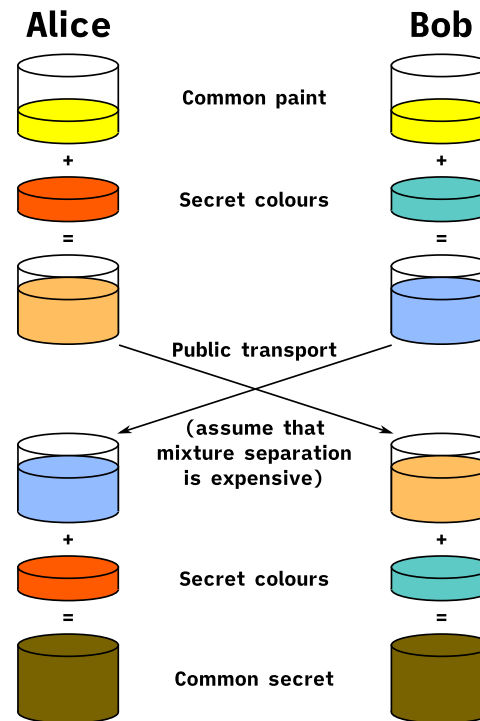 Alice Bob
Common paint
+ +
Secret colours
= =
Public transport
(assume that
mixture separation
is expensive)
+ +
Secret colours
= =
Common secret